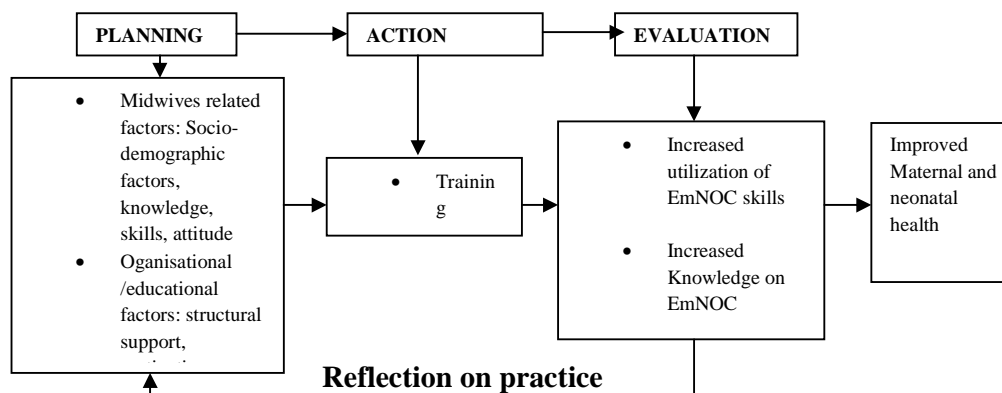 PLANNING
ACTION
EVALUATION
• Midwives related
factors: Socio-
demographic
factors,
knowledge,
skills, attitude
• Oganisational
/educational
factors: structural
support,
• Trainin
g
• Increased
utilization of
EmNOC skills
• Increased
Knowledge on
EmNOC
Improved
Maternal and
neonatal
health
Reflection on practice